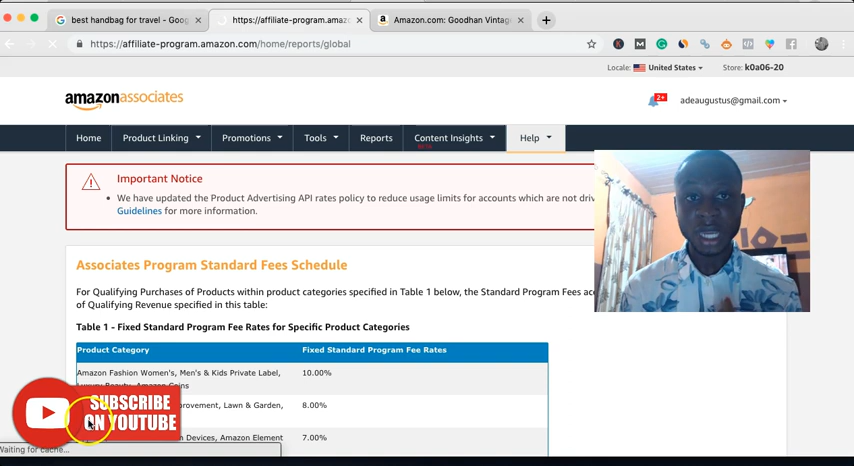 best handbag for travel - Goog
https://affiliate-program.amazon
Amazon.com: Goodhan Vintag
https://affiliate-program.amazon.com/home/reports/global
Locale: United States
Store: k0a06-20
amazonassociates
2+
adeaugustus@gmail.com
Home
Product Linking
Promotions
Tools
Reports
Content Insights
BETA
Help
Important Notice
We have updated the Product Advertising API rates policy to reduce usage limits for accounts which are not driv
Guidelines for more information.
Associates Program Standard Fees Schedule
For Qualifying Purchases of Products within product categories specified in Table 1 below, the Standard Program Fees acc
of Qualifying Revenue specified in this table:
Table 1 - Fixed Standard Program Fee Rates for Specific Product Categories
Product Category
Fixed Standard Program Fee Rates
Amazon Fashion Women's, Men's & Kids Private Label,
10.00%
Luxury Beauty, Amazon Coins
provement, Lawn & Garden,
8.00%
Devices, Amazon Element
7.00%
SUBSCRIBE
ON YOUTUBE
Waiting for cache...